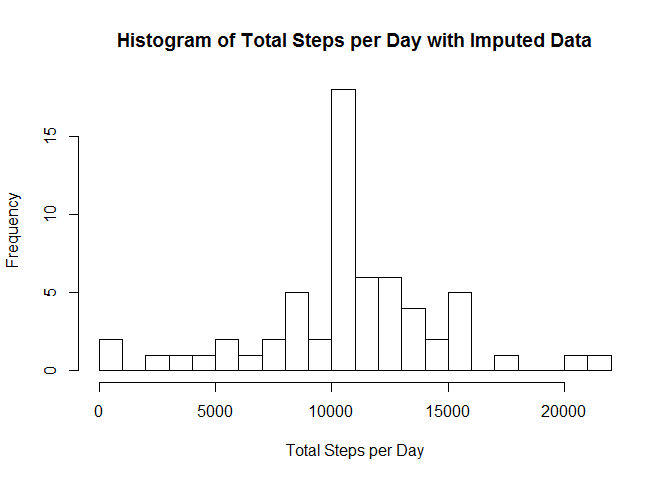 Histogram of Total Steps per Day with Imputed Data
Frequency
15
10
5
0
0 5000 10000 15000 20000
Total Steps per Day